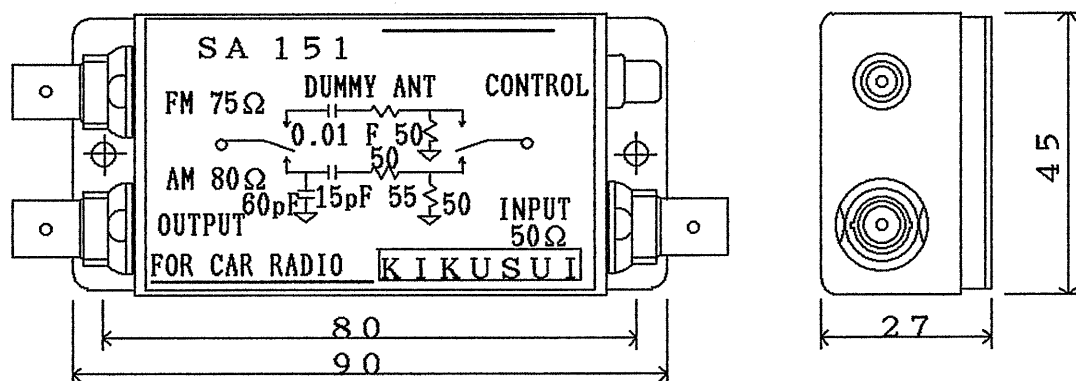 SA 151
DUMMY ANT
CONTROL
FM 75Ω
0.01 F 50
50
AM 80Ω
60pF 15pF 55 50
OUTPUT
INPUT
50Ω
FOR CAR RADIO
KIKUSUI
80
90
27
45